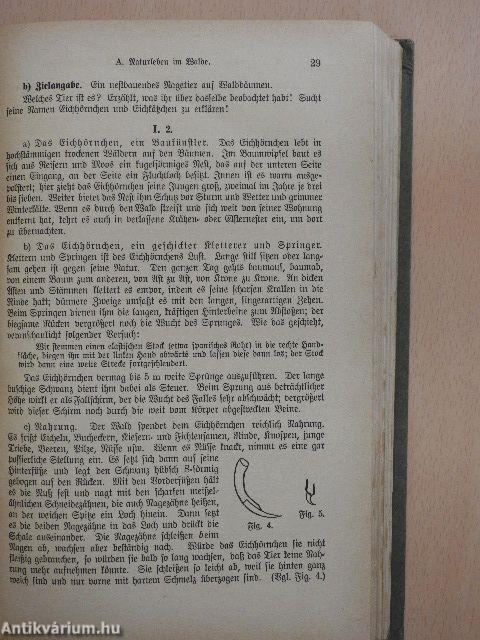 A. Naturleben im Walde. 29
b) Zielangabe. Ein nestbauendes Nagetier auf Waldbäumen.
Welches Tier ist es? Erzählt, was ihr über dasselbe beobachtet habt! Sucht
seine Namen Eichhörnchen und Eichkätzchen zu erklären!
I. 2.
a) Das Eichhörnchen, ein Baukünstler. Das Eichhörnchen lebt in
hochstämmigen trockenen Wäldern auf den Bäumen. Im Baumwipfel baut es
sich aus Reisern und Moos ein kugelförmiges Nest, das auf der unteren Seite
einen Eingang, an der Seite ein Fluchtloch besitzt. Innen ist es warm ausge-
polstert; hier zieht das Eichhörnchen seine Jungen groß, zweimal im Jahre je drei
bis sieben. Weiter bietet das Nest ihm Schutz vor Sturm und Wetter und grimmer
Winterkälte. Wenn es durch den Wald streift und sich weit von seiner Wohnung
entfernt hat, kehrt es auch in verlassene Krähen- oder Elsternester ein, um dort
zu übernachten.
b) Das Eichhörnchen, ein geschickter Kletterer und Springer.
Klettern und Springen ist des Eichhörnchens Lust. Lange still sitzen oder lang-
sam gehen ist gegen seine Natur. Den ganzen Tag gehts baumauf, baumab,
von einem Baum zum anderen, von Ast zu Ast, von Krone zu Krone. An dicken
Ästen und Stämmen klettert es empor, indem es seine scharfen Krallen in die
Rinde haft; dünnere Zweige umfaßt es mit den langen, fingerartigen Zehen.
Beim Springen dienen ihm die langen, kräftigen Hinterbeine zum Abstoßen; der
biegsame Rücken vergrößert noch die Wucht des Sprunges. Wie das geschieht,
veranschaulicht folgender Versuch:
Wir stemmen einen elastischen Stock (etwa spanisches Rohr) in die rechte Hand-
fläche, biegen ihn mit der linken Hand abwärts und lassen diese dann los; der Stock
wird dann eine weite Strecke fortgeschleudert.
Das Eichhörnchen vermag bis 5 m weite Sprünge auszuführen. Der lange
buschige Schwanz dient ihm dabei als Steuer. Beim Sprung aus beträchtlicher
Höhe wirkt er als Fallschirm, der die Wucht des Falles sehr abschwächt; vergrößert
wird dieser Schirm noch durch die weit vom Körper abgestreckten Beine.
c) Nahrung. Der Wald spendet dem Eichhörnchen reichlich Nahrung.
Es frißt Eicheln, Bucheckern, Kiefern- und Fichtensamen, Rinde, Knospen, junge
Triebe, Beeren, Pilze, Nüsse usw. Wenn es Nüsse knackt, nimmt es eine gar
possierliche Stellung ein. Es setzt sich dann auf seine
Hinterfüße und legt den Schwanz hübsch S-förmig
gebogen auf den Rücken. Mit den Vorderfüßen hält
es die Nuß fest und nagt mit den scharfen meißel-
ähnlichen Schneidezähnen, die auch Nagezähne heißen,
an der weichen Spitze ein Loch hinein. Dann setzt
es die beiden Nagezähne in das Loch und drückt die
Schale auseinander. Die Nagezähne schleißen beim
Fig. 4. Fig. 5.
Nagen ab, wachsen aber beständig nach. Würde das Eichhörnchen sie nicht
fleißig gebrauchen, so würden sie bald so lang wachsen, daß das Tier keine Nah-
rung mehr aufnehmen könnte. Sie schleißen so leicht ab, weil sie hinten ganz
weich sind und nur vorne mit hartem Schmelz überzogen sind. (Vgl. Fig. 4.)
Antikvárium.hu